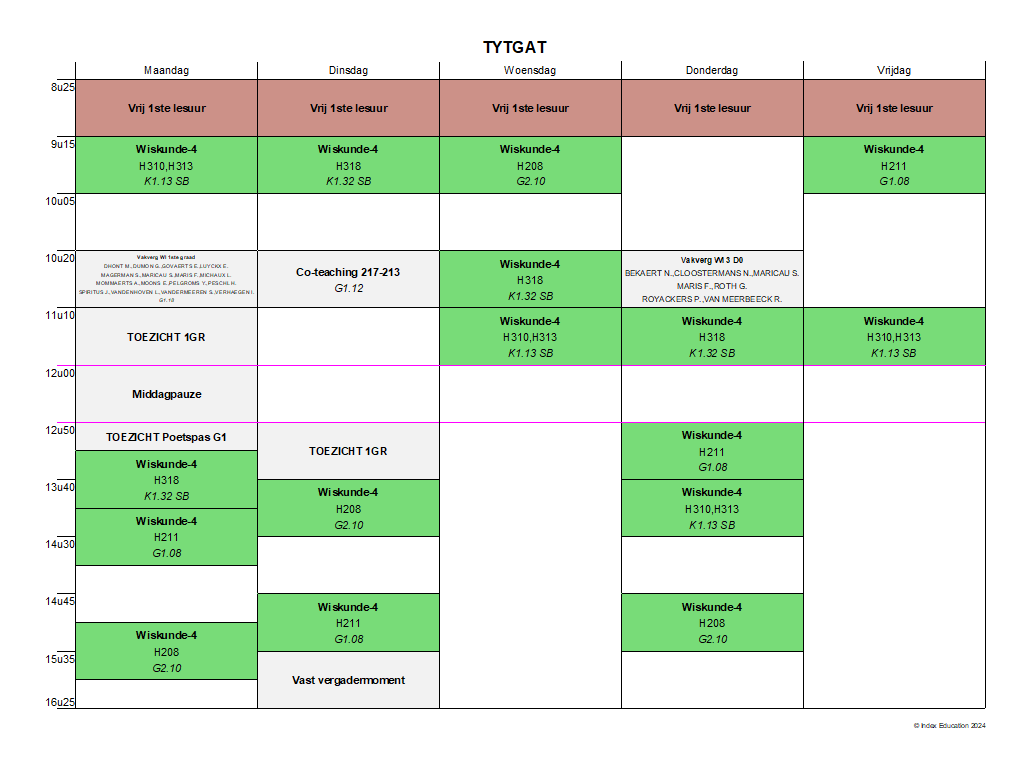 TYTGAT
Maandag Dinsdag Woensdag Donderdag Vrijdag
8u25
Vrij 1ste lesuur Vrij 1ste lesuur Vrij 1ste lesuur Vrij 1ste lesuur Vrij 1ste lesuur
9u15
Wiskunde-4 Wiskunde-4 Wiskunde-4 Wiskunde-4
H310,H313 H318 H208 H211
K1.13 SB K1.32 SB G2.10 G1.08
10u05
10u20
Vakverg WI 1ste graad
DHONT M.,DUMON G.,GOVAERTS E.,LUYCKX E.
MAGERMAN S.,MARICAU S.,MARIS F.,MICHAUX L.
MOMMAERTS A.,MOONS E.,PELGROMS Y.,PESCHL H.
SPIRITUS J.,VANDENHOVEN L.,VANDERMEEREN S.,VERHAEGEN I.
G1.10
Co-teaching 217-213
G1.12
Wiskunde-4
H318
K1.32 SB
Vakverg WI 3 D0
BEKAERT N.,CLOOSTERMANS N.,MARICAU S.
MARIS F.,ROTH G.
ROYACKERS P.,VAN MEERBEECK R.
11u10
TOEZICHT 1GR
Wiskunde-4 Wiskunde-4 Wiskunde-4
H310,H313 H318 H310,H313
K1.13 SB K1.32 SB K1.13 SB
12u00
Middagpauze
12u50
TOEZICHT Poetspas G1
Wiskunde-4
H318
K1.32 SB
TOEZICHT 1GR
Wiskunde-4
H211
G1.08
13u40
Wiskunde-4
H211
G1.08
Wiskunde-4
H208
G2.10
Wiskunde-4
H310,H313
K1.13 SB
14u30
14u45
Wiskunde-4
H208
G2.10
Wiskunde-4
H211
G1.08
Wiskunde-4
H208
G2.10
15u35
Vast vergadermoment
16u25
© Index Education 2024